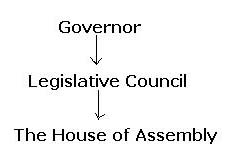 Governor
Legislative Council
The House of Assembly